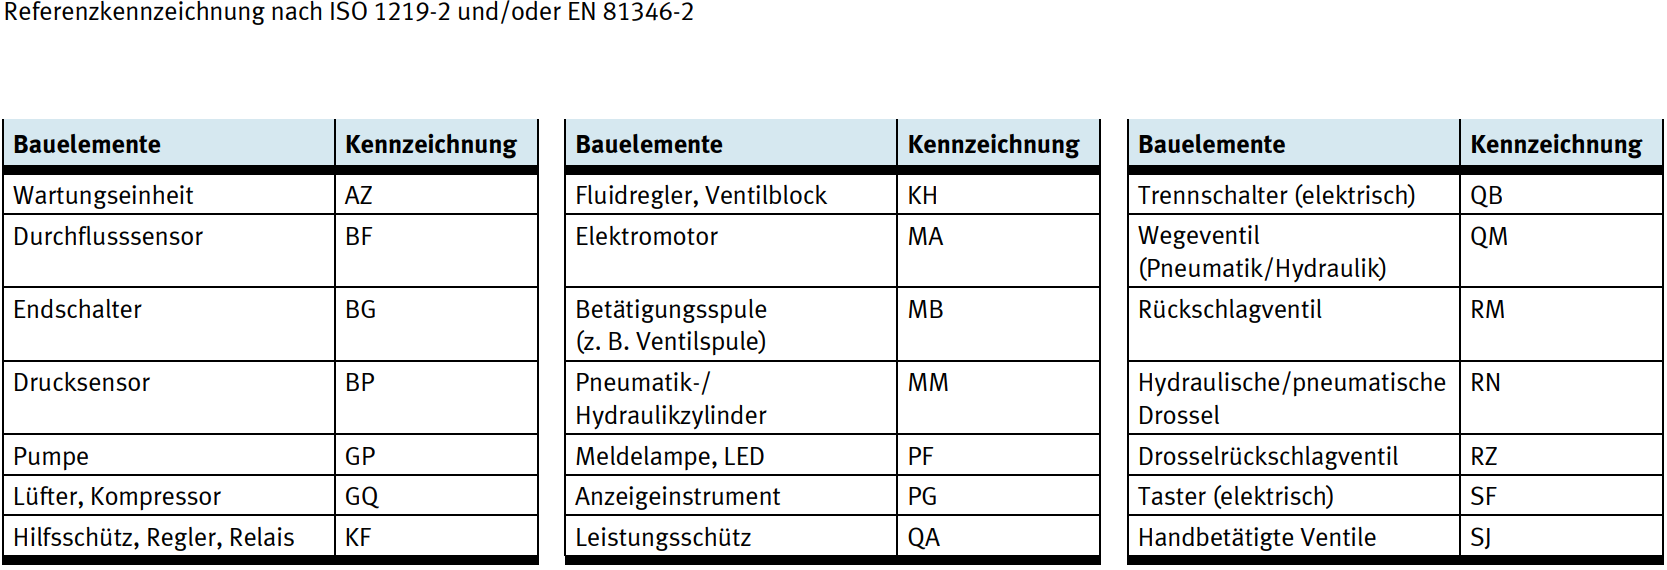 Referenzkennzeichnung nach ISO 1219-2 und/oder EN 81346-2
Bauelemente Kennzeichnung
Wartungseinheit AZ
Durchflusssensor BF
Endschalter BG
Drucksensor BP
Pumpe GP
Lüfter, Kompressor GQ
Hilfsschütz, Regler, Relais KF
Bauelemente Kennzeichnung
Fluidregler, Ventilblock KH
Elektromotor MA
Betätigungsspule MB
(z. B. Ventilspule)
Pneumatik-/ MM
Hydraulikzylinder
Meldelampe, LED PF
Anzeigeinstrument PG
Leistungsschütz QA
Bauelemente Kennzeichnung
Trennschalter (elektrisch) QB
Wegeventil QM
(Pneumatik/Hydraulik)
Rückschlagventil RM
Hydraulische/pneumatische RN
Drossel
Drosselrückschlagventil RZ
Taster (elektrisch) SF
Handbetätigte Ventile SJ